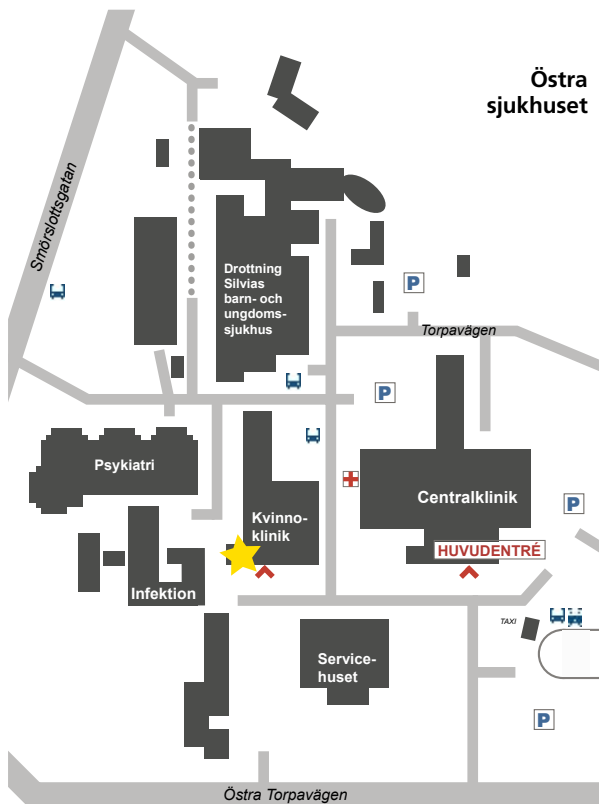 Östra
sjukhuset
Smörslottsgatan
Drottning
Silvias
barn- och
ungdoms-
sjukhus
P
Torpavägen
P
Psykiatri
Kvinno-
klinik
Centralklinik
P
HUVUDENTRÉ
Infektion
TAXI
Service-
huset
P
Östra Torpavägen